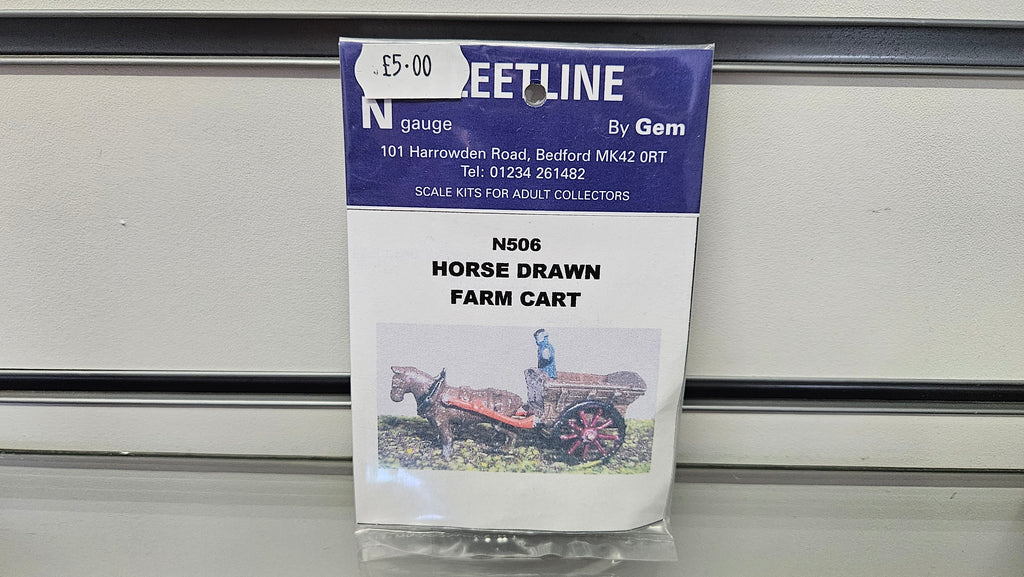 £5.00
EETLINE
N gauge By Gem
101 Harrowden Road, Bedford MK42 0RT
Tel: 01234 261482
SCALE KITS FOR ADULT COLLECTORS
N506
HORSE DRAWN
FARM CART